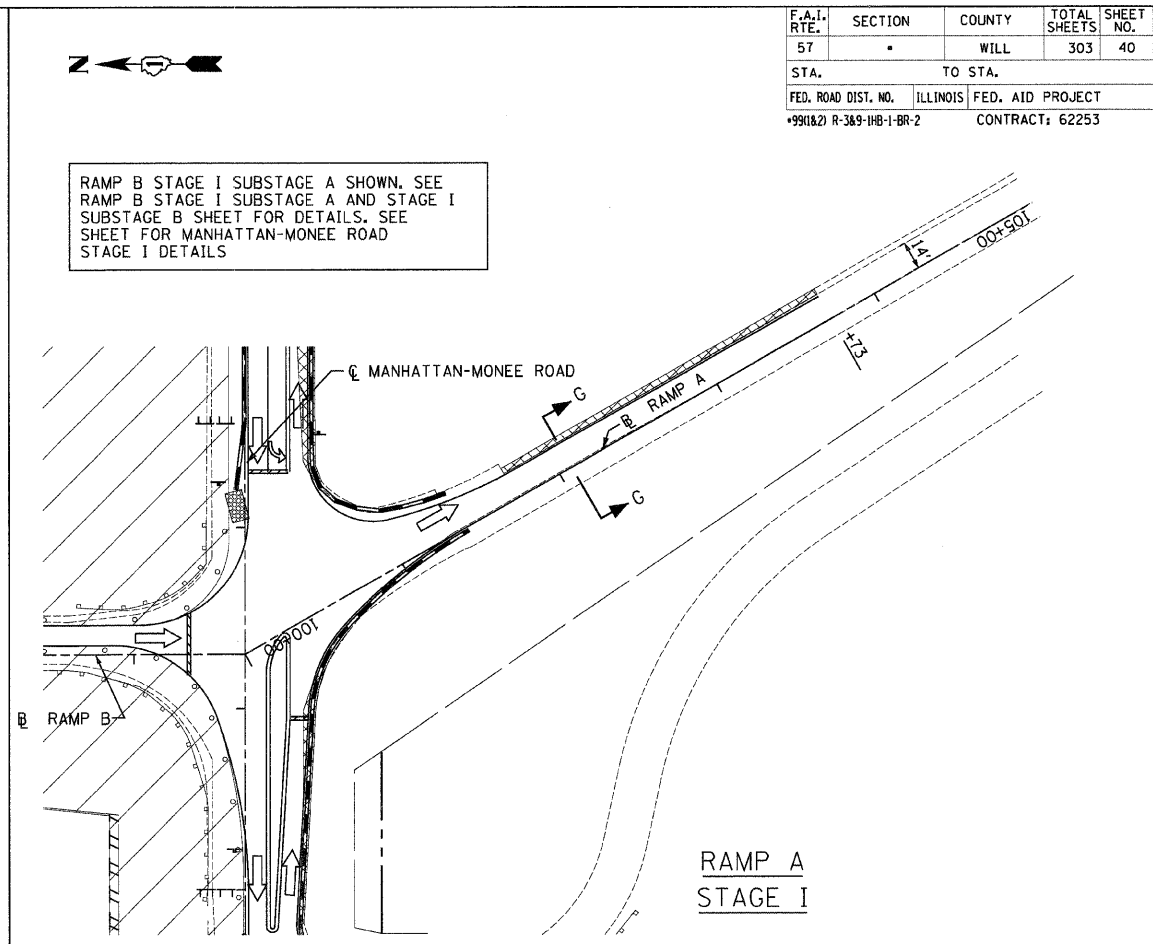 F.A.I. RTE. SECTION COUNTY TOTAL SHEETS SHEET NO.
57 • WILL 303 40
STA. TO STA.
FED. ROAD DIST. NO. ILLINOIS FED. AID PROJECT
•99(1&2) R-3&9-1HB-1-BR-2 CONTRACT: 62253
N
RAMP B STAGE I SUBSTAGE A SHOWN. SEE
RAMP B STAGE I SUBSTAGE A AND STAGE I
SUBSTAGE B SHEET FOR DETAILS. SEE
SHEET FOR MANHATTAN-MONEE ROAD
STAGE I DETAILS
105+00
14'
+73
℄ MANHATTAN-MONEE ROAD
G
BL RAMP A
G
100+00
BL RAMP B
RAMP A
STAGE I